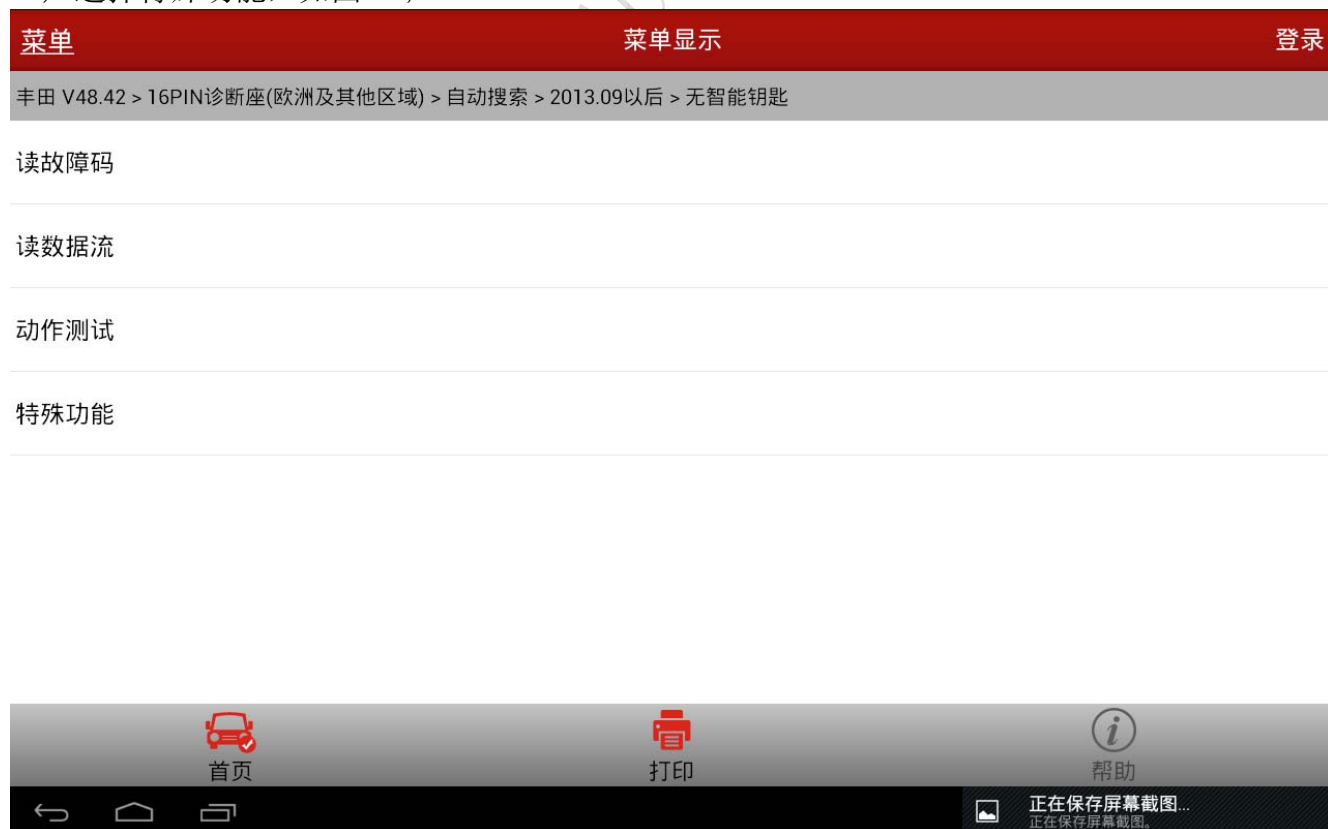 菜单 菜单显示 登录
丰田 V48.42 > 16PIN诊断座(欧洲及其他区域) > 自动搜索 > 2013.09以后 > 无智能钥匙
读故障码
读数据流
动作测试
特殊功能
首页 打印 帮助
正在保存屏幕截图...
正在保存屏幕截图。